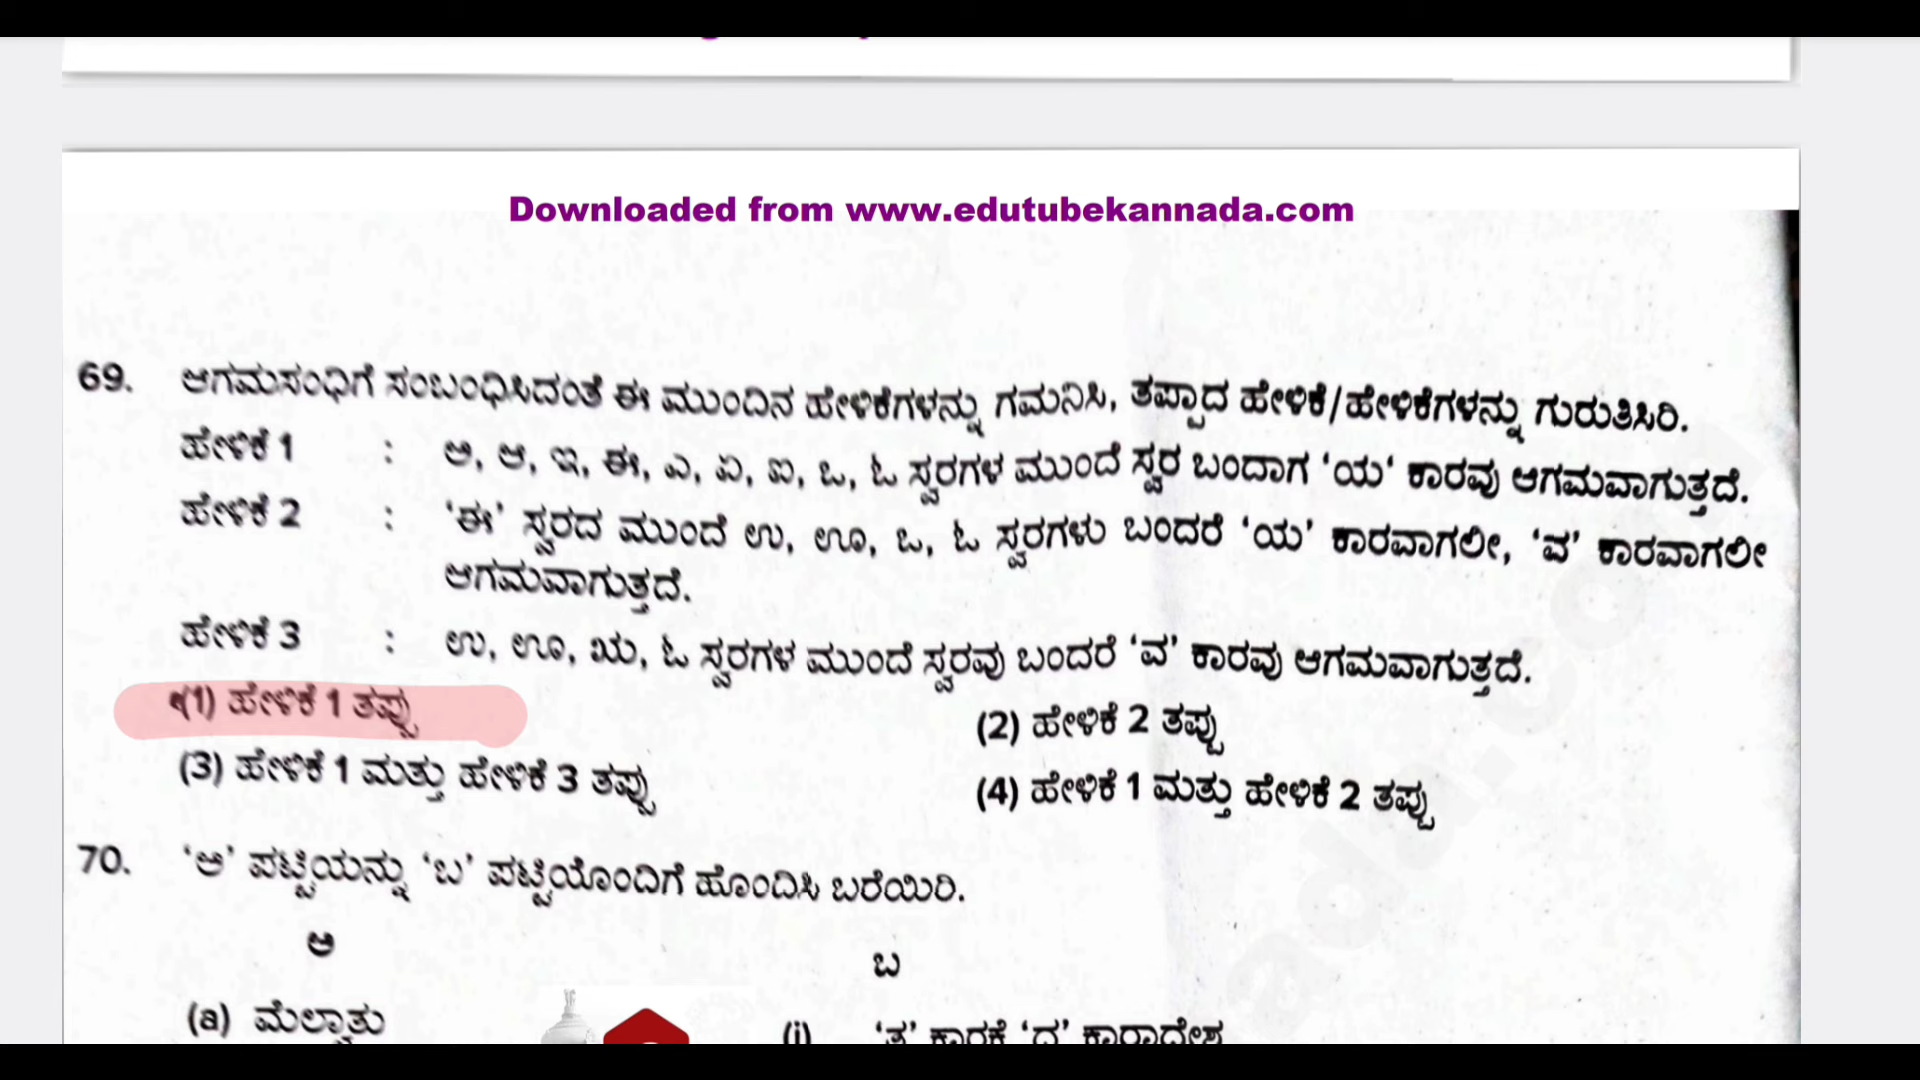 Downloaded from www.edutubekannada.com
69. ಆಗಮಸಂಧಿಗೆ ಸಂಬಂಧಿಸಿದಂತೆ ಈ ಮುಂದಿನ ಹೇಳಿಕೆಗಳನ್ನು ಗಮನಿಸಿ, ತಪ್ಪಾದ ಹೇಳಿಕೆ/ಹೇಳಿಕೆಗಳನ್ನು ಗುರುತಿಸಿರಿ.
ಹೇಳಿಕೆ 1 : ಅ, ಆ, ಇ, ಈ, ಎ, ಏ, ಐ, ಒ, ಓ ಸ್ವರಗಳ ಮುಂದೆ ಸ್ವರ ಬಂದಾಗ ‘ಯ‘ ಕಾರವು ಆಗಮವಾಗುತ್ತದೆ.
ಹೇಳಿಕೆ 2 : ‘ಈ’ ಸ್ವರದ ಮುಂದೆ ಉ, ಊ, ಒ, ಓ ಸ್ವರಗಳು ಬಂದರೆ ‘ಯ’ ಕಾರವಾಗಲೀ, ‘ವ’ ಕಾರವಾಗಲೀ
ಆಗಮವಾಗುತ್ತದೆ.
ಹೇಳಿಕೆ 3 : ಉ, ಊ, ಋ, ಓ ಸ್ವರಗಳ ಮುಂದೆ ಸ್ವರವು ಬಂದರೆ ‘ವ’ ಕಾರವು ಆಗಮವಾಗುತ್ತದೆ.
(1) ಹೇಳಿಕೆ 1 ತಪ್ಪು (2) ಹೇಳಿಕೆ 2 ತಪ್ಪು
(3) ಹೇಳಿಕೆ 1 ಮತ್ತು ಹೇಳಿಕೆ 3 ತಪ್ಪು (4) ಹೇಳಿಕೆ 1 ಮತ್ತು ಹೇಳಿಕೆ 2 ತಪ್ಪು
70. ‘ಅ’ ಪಟ್ಟಿಯನ್ನು ‘ಬ’ ಪಟ್ಟಿಯೊಂದಿಗೆ ಹೊಂದಿಸಿ ಬರೆಯಿರಿ.
ಅ ಬ
(a) ಮೆಲ್ವಾತು (i) ‘ತ’ ಕಾರಕ್ಕೆ ‘ದ’ ಕಾರಾದೇಶ